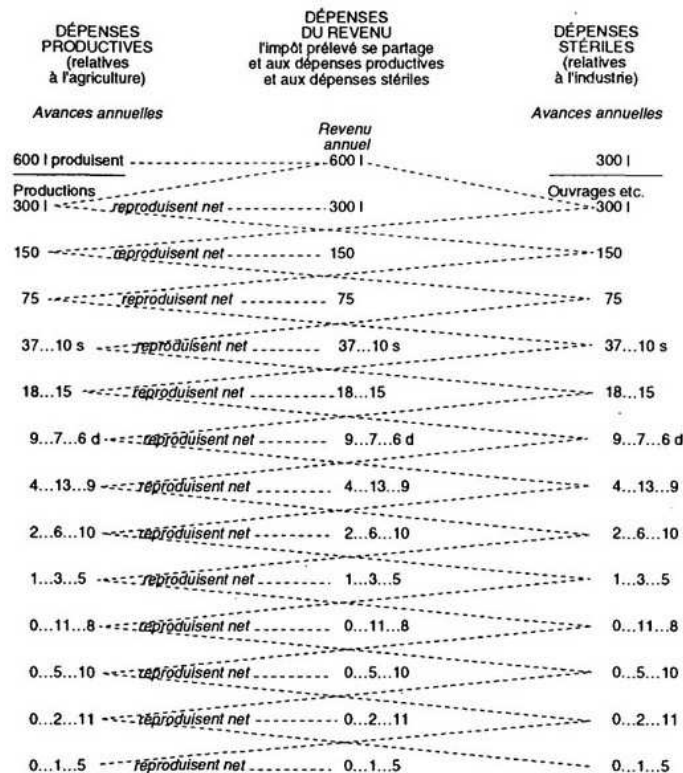 DÉPENSES
PRODUCTIVES
(relatives
à l'agriculture)
DÉPENSES
DU REVENU
l'impôt prélevé se partage
et aux dépenses productives
et aux dépenses stériles
DÉPENSES
STÉRILES
(relatives
à l'industrie)
Avances annuelles
Avances annuelles
Revenu
annuel
600 l produisent 600 l 300 l
Productions Ouvrages etc.
300 l reproduisent net 300 l 300 l
150 reproduisent net 150 150
75 reproduisent net 75 75
37...10 s reproduisent net 37...10 s 37...10 s
18...15 reproduisent net 18...15 18...15
9...7...6 d reproduisent net 9...7...6 d 9...7...6 d
4...13...9 reproduisent net 4...13...9 4...13...9
2...6...10 reproduisent net 2...6...10 2...6...10
1...3...5 reproduisent net 1...3...5 1...3...5
0...11...8 reproduisent net 0...11...8 0...11...8
0...5...10 reproduisent net 0...5...10 0...5...10
0...2...11 reproduisent net 0...2...11 0...2...11
0...1...5 reproduisent net 0...1...5 0...1...5